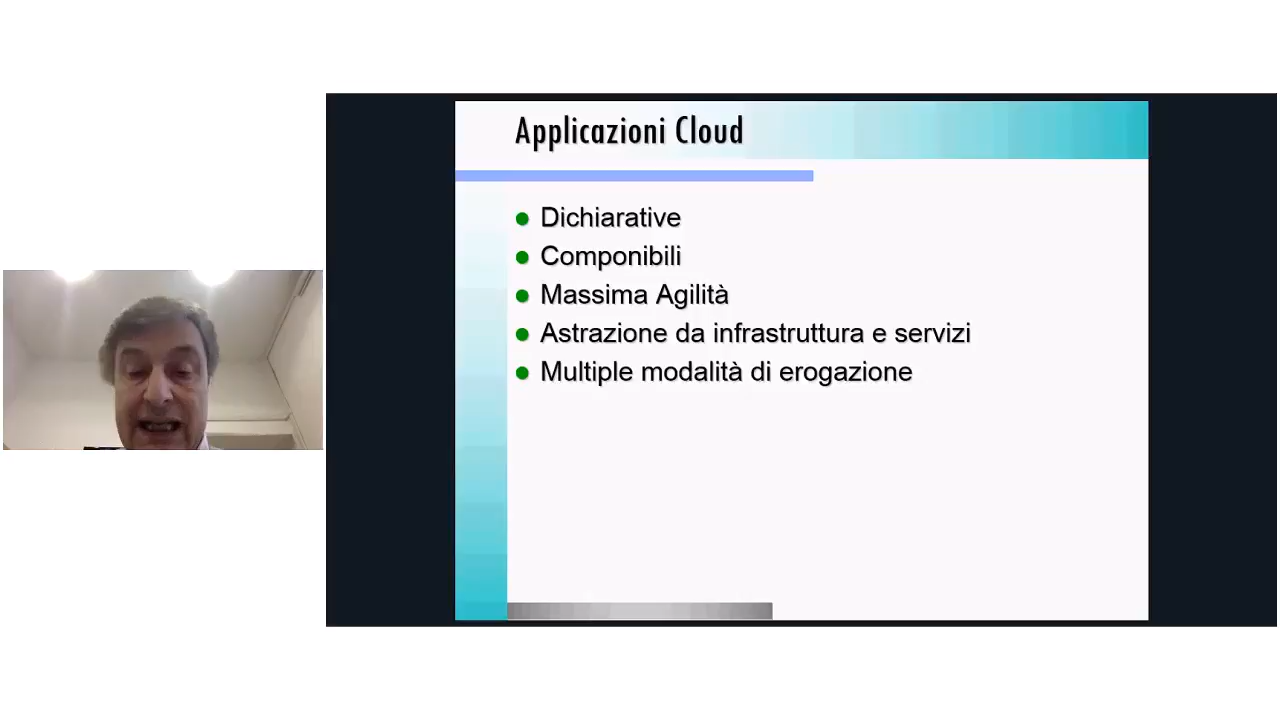 Applicazioni Cloud
Dichiarative
Componibili
Massima Agilità
Astrazione da infrastruttura e servizi
Multiple modalità di erogazione